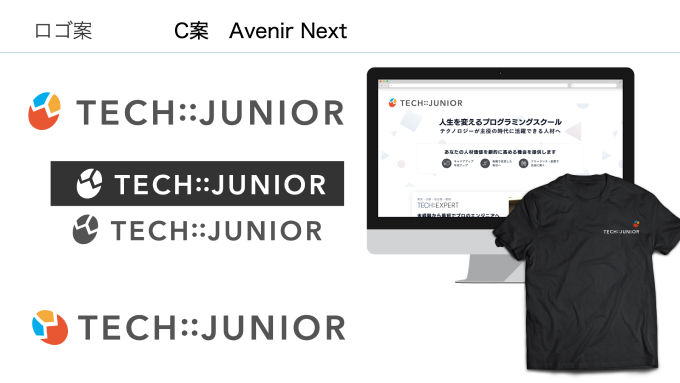 ロゴ案
C案 Avenir Next
TECH::JUNIOR
TECH::JUNIOR
TECH::JUNIOR
TECH::JUNIOR
TECH::JUNIOR
人生を変えるプログラミングスクール
テクノロジーが主役の時代に活躍できる人材へ
あなたの人材価値を劇的に高める機会を提供します
TECH::EXPERT
未経験から最短でプロのエンジニアへ
TECH::JUNIOR